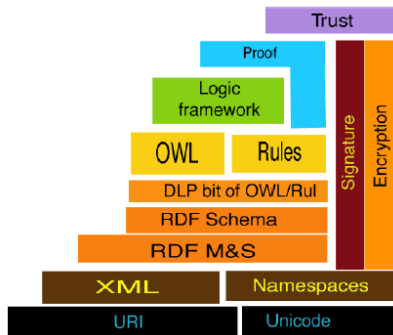 Trust
Proof
Logic
framework
OWL
Rules
DLP bit of OWL/Rul
RDF Schema
RDF M&S
XML
Namespaces
URI
Unicode
Signature
Encryption